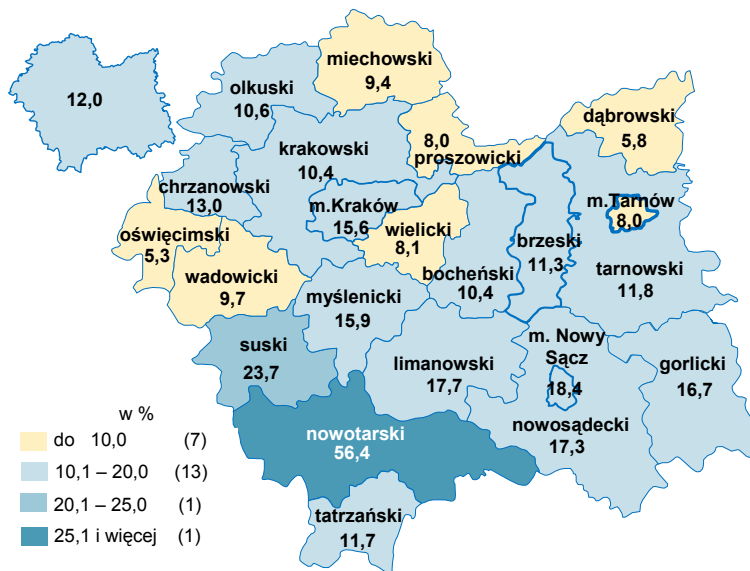 miechowski
9,4
olkuski
10,6
12,0
dąbrowski
5,8
8,0
proszowicki
krakowski
10,4
chrzanowski
13,0
m.Kraków
15,6
m.Tarnów
8,0
oświęcimski
5,3
wielicki
8,1
brzeski
11,3
wadowicki
9,7
bocheński
10,4
tarnowski
11,8
myślenicki
15,9
suski
23,7
limanowski
17,7
m. Nowy
Sącz
18,4
gorlicki
16,7
nowosądecki
17,3
nowotarski
56,4
tatrzański
11,7
w %
do 10,0 (7)
10,1 – 20,0 (13)
20,1 – 25,0 (1)
25,1 i więcej (1)